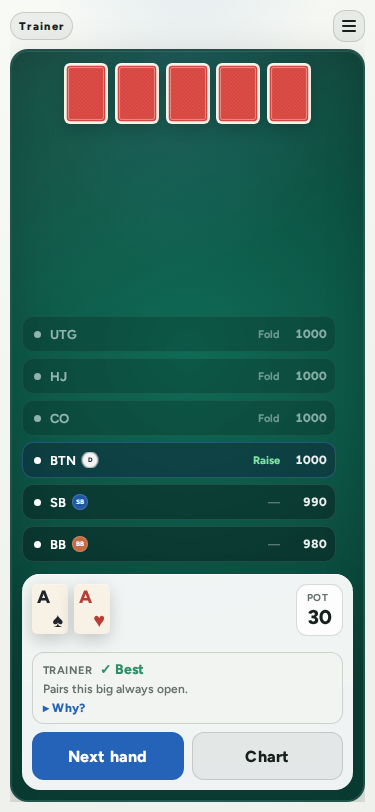 Trainer
UTG Fold 1000
HJ Fold 1000
CO Fold 1000
BTN D Raise 1000
SB SB — 990
BB BB — 980
A♠ A♥
POT
30
TRAINER ✓ Best
Pairs this big always open.
▸ Why?
Next hand Chart